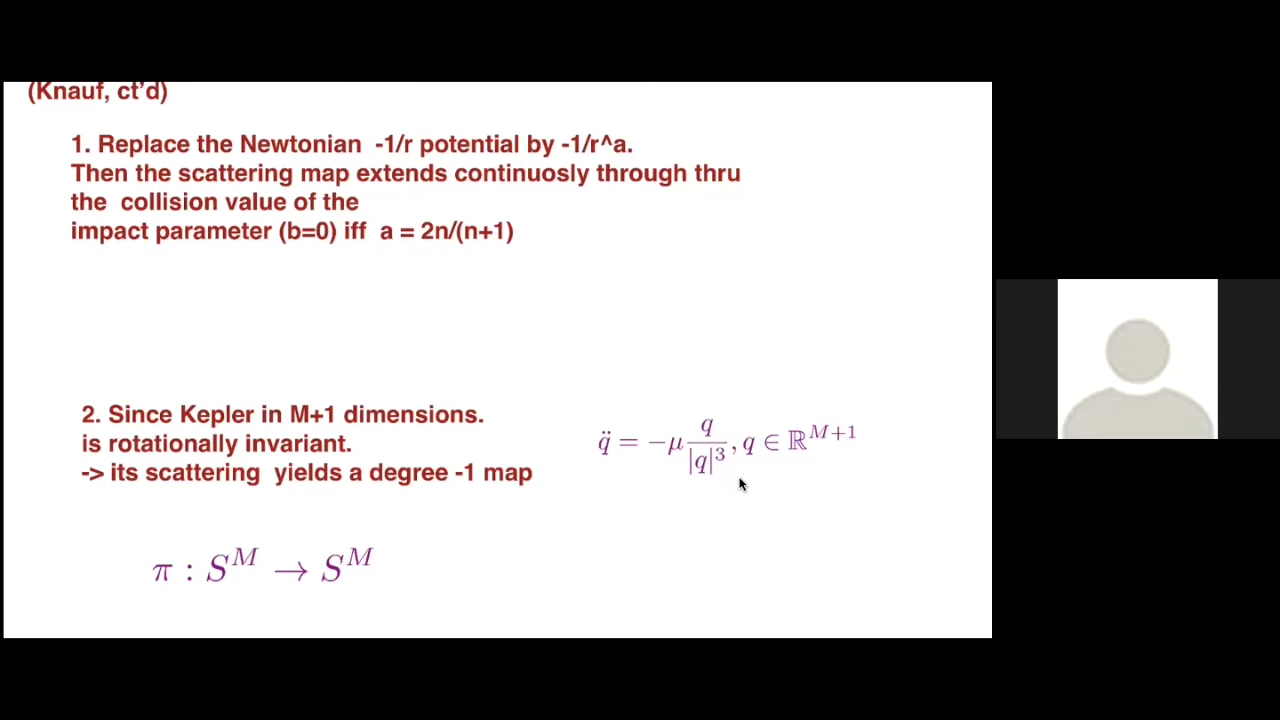 (Knauf, ct'd)
1. Replace the Newtonian -1/r potential by -1/r^a.
Then the scattering map extends continuosly through thru
the collision value of the
impact parameter (b=0) iff a = 2n/(n+1)
2. Since Kepler in M+1 dimensions.
is rotationally invariant.
-> its scattering yields a degree -1 map
q̈ = −μ q/|q|³, q ∈ ℝ^{M+1}
π : S^M → S^M